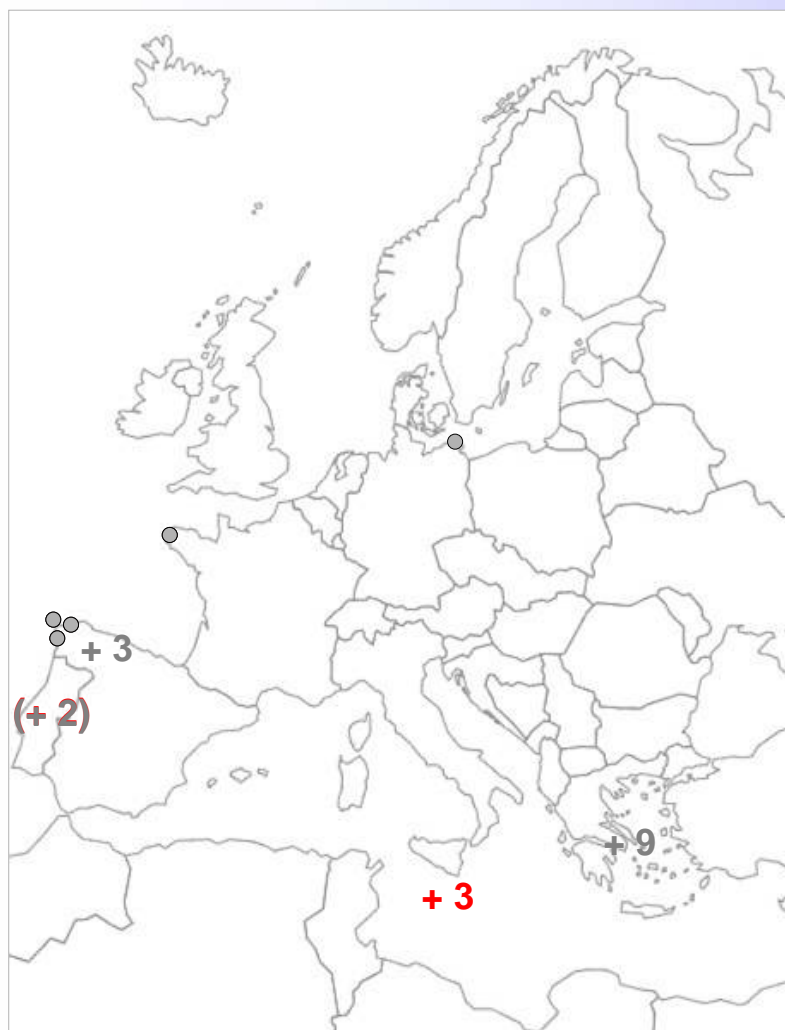 + 3
(+ 2)
+ 9
+ 3